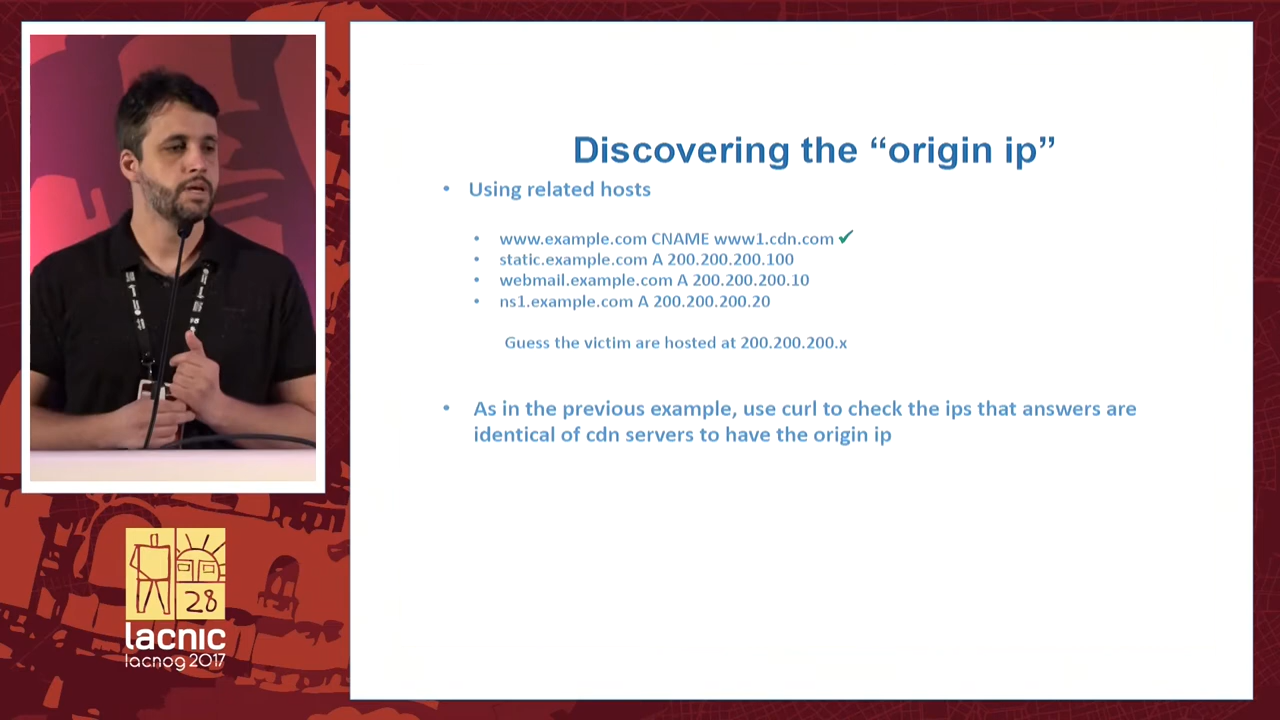 Discovering the “origin ip”
• Using related hosts
• www.example.com CNAME www1.cdn.com ✔
• static.example.com A 200.200.200.100
• webmail.example.com A 200.200.200.10
• ns1.example.com A 200.200.200.20
Guess the victim are hosted at 200.200.200.x
• As in the previous example, use curl to check the ips that answers are
identical of cdn servers to have the origin ip
28
lacnic
lacnog 2017